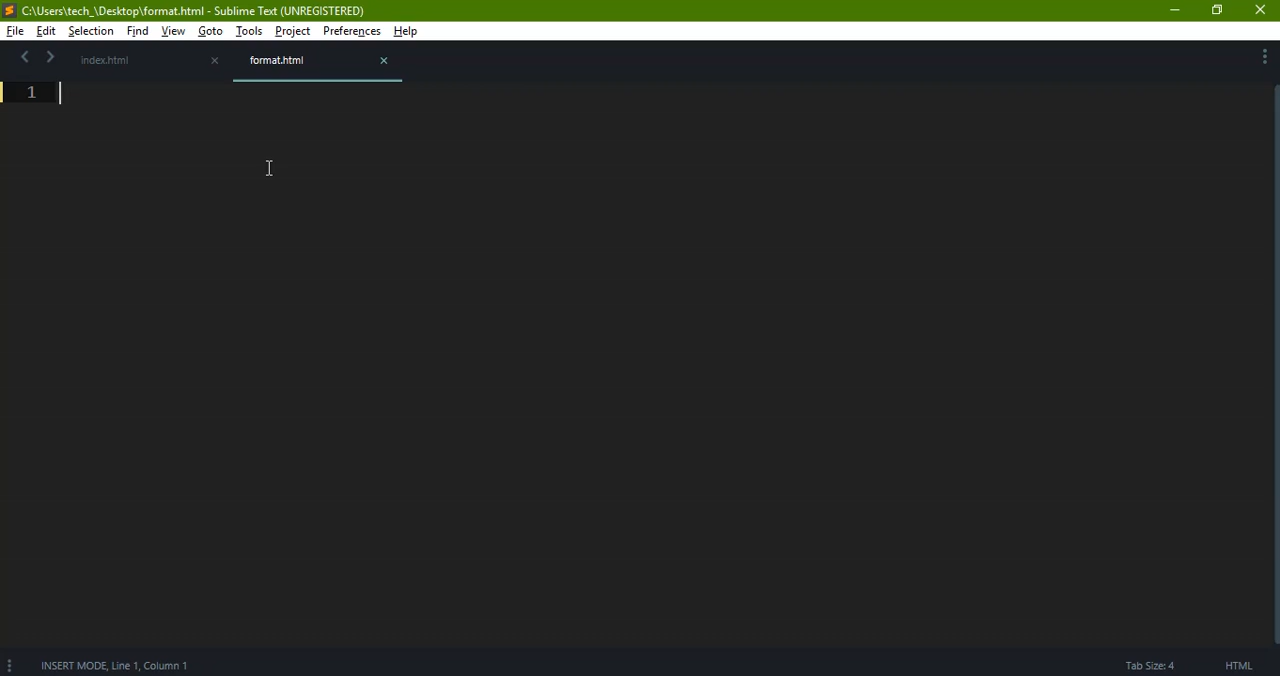 C:\Users\tech_\Desktop\format.html - Sublime Text (UNREGISTERED)
File Edit Selection Find View Goto Tools Project Preferences Help
index.html format.html
1
INSERT MODE, Line 1, Column 1 Tab Size: 4 HTML